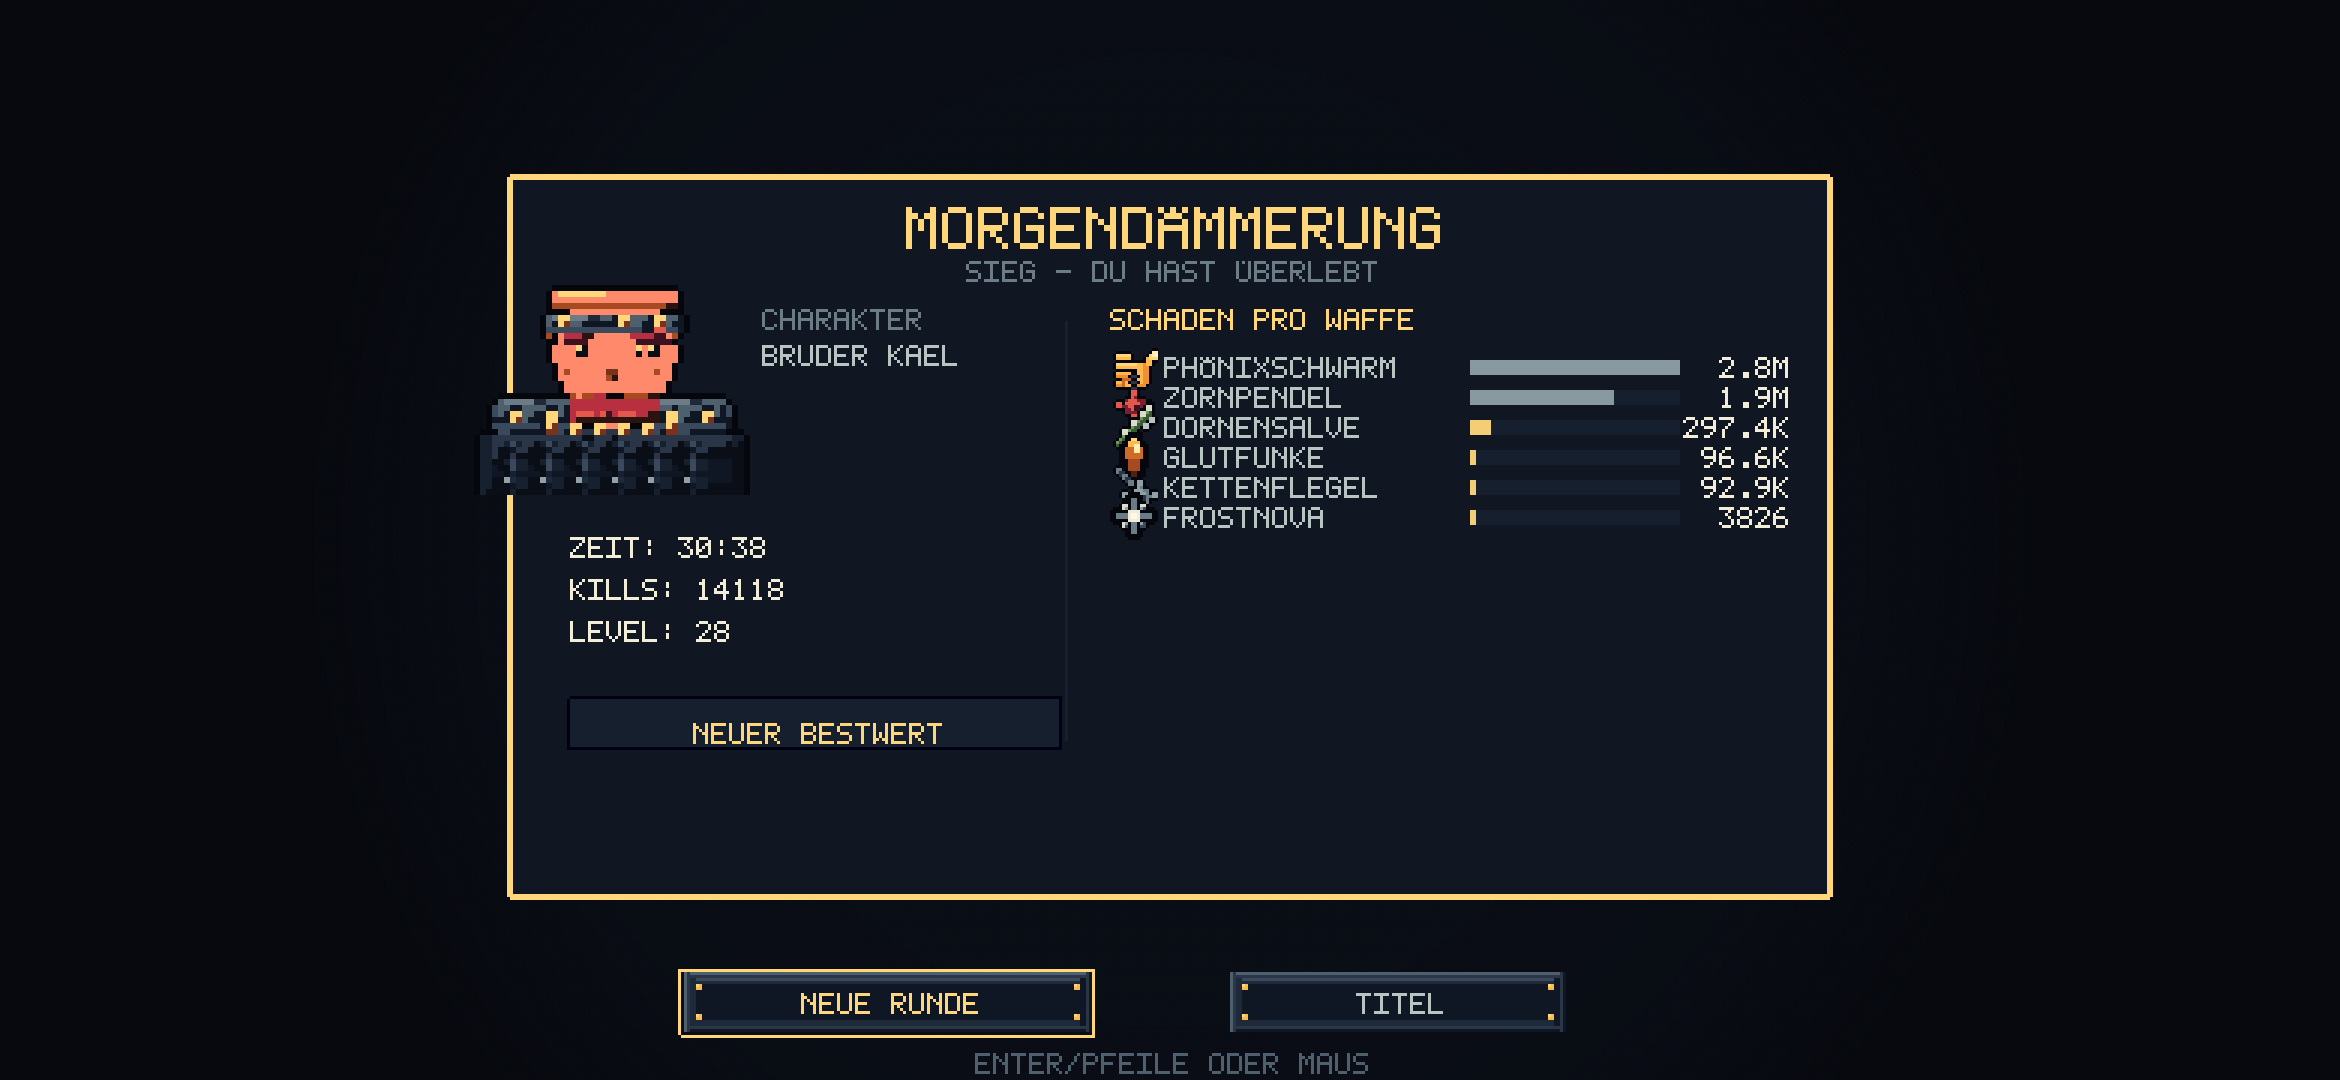 MORGENDÄMMERUNG
SIEG - DU HAST ÜBERLEBT
CHARAKTER
BRUDER KAEL
ZEIT: 30:38
KILLS: 14118
LEVEL: 28
NEUER BESTWERT
SCHADEN PRO WAFFE
PHÖNIXSCHWARM 2.8M
ZORNPENDEL 1.9M
DORNENSALVE 297.4K
GLUTFUNKE 96.6K
KETTENFLEGEL 92.9K
FROSTNOVA 3826
NEUE RUNDE
TITEL
ENTER/PFEILE ODER MAUS